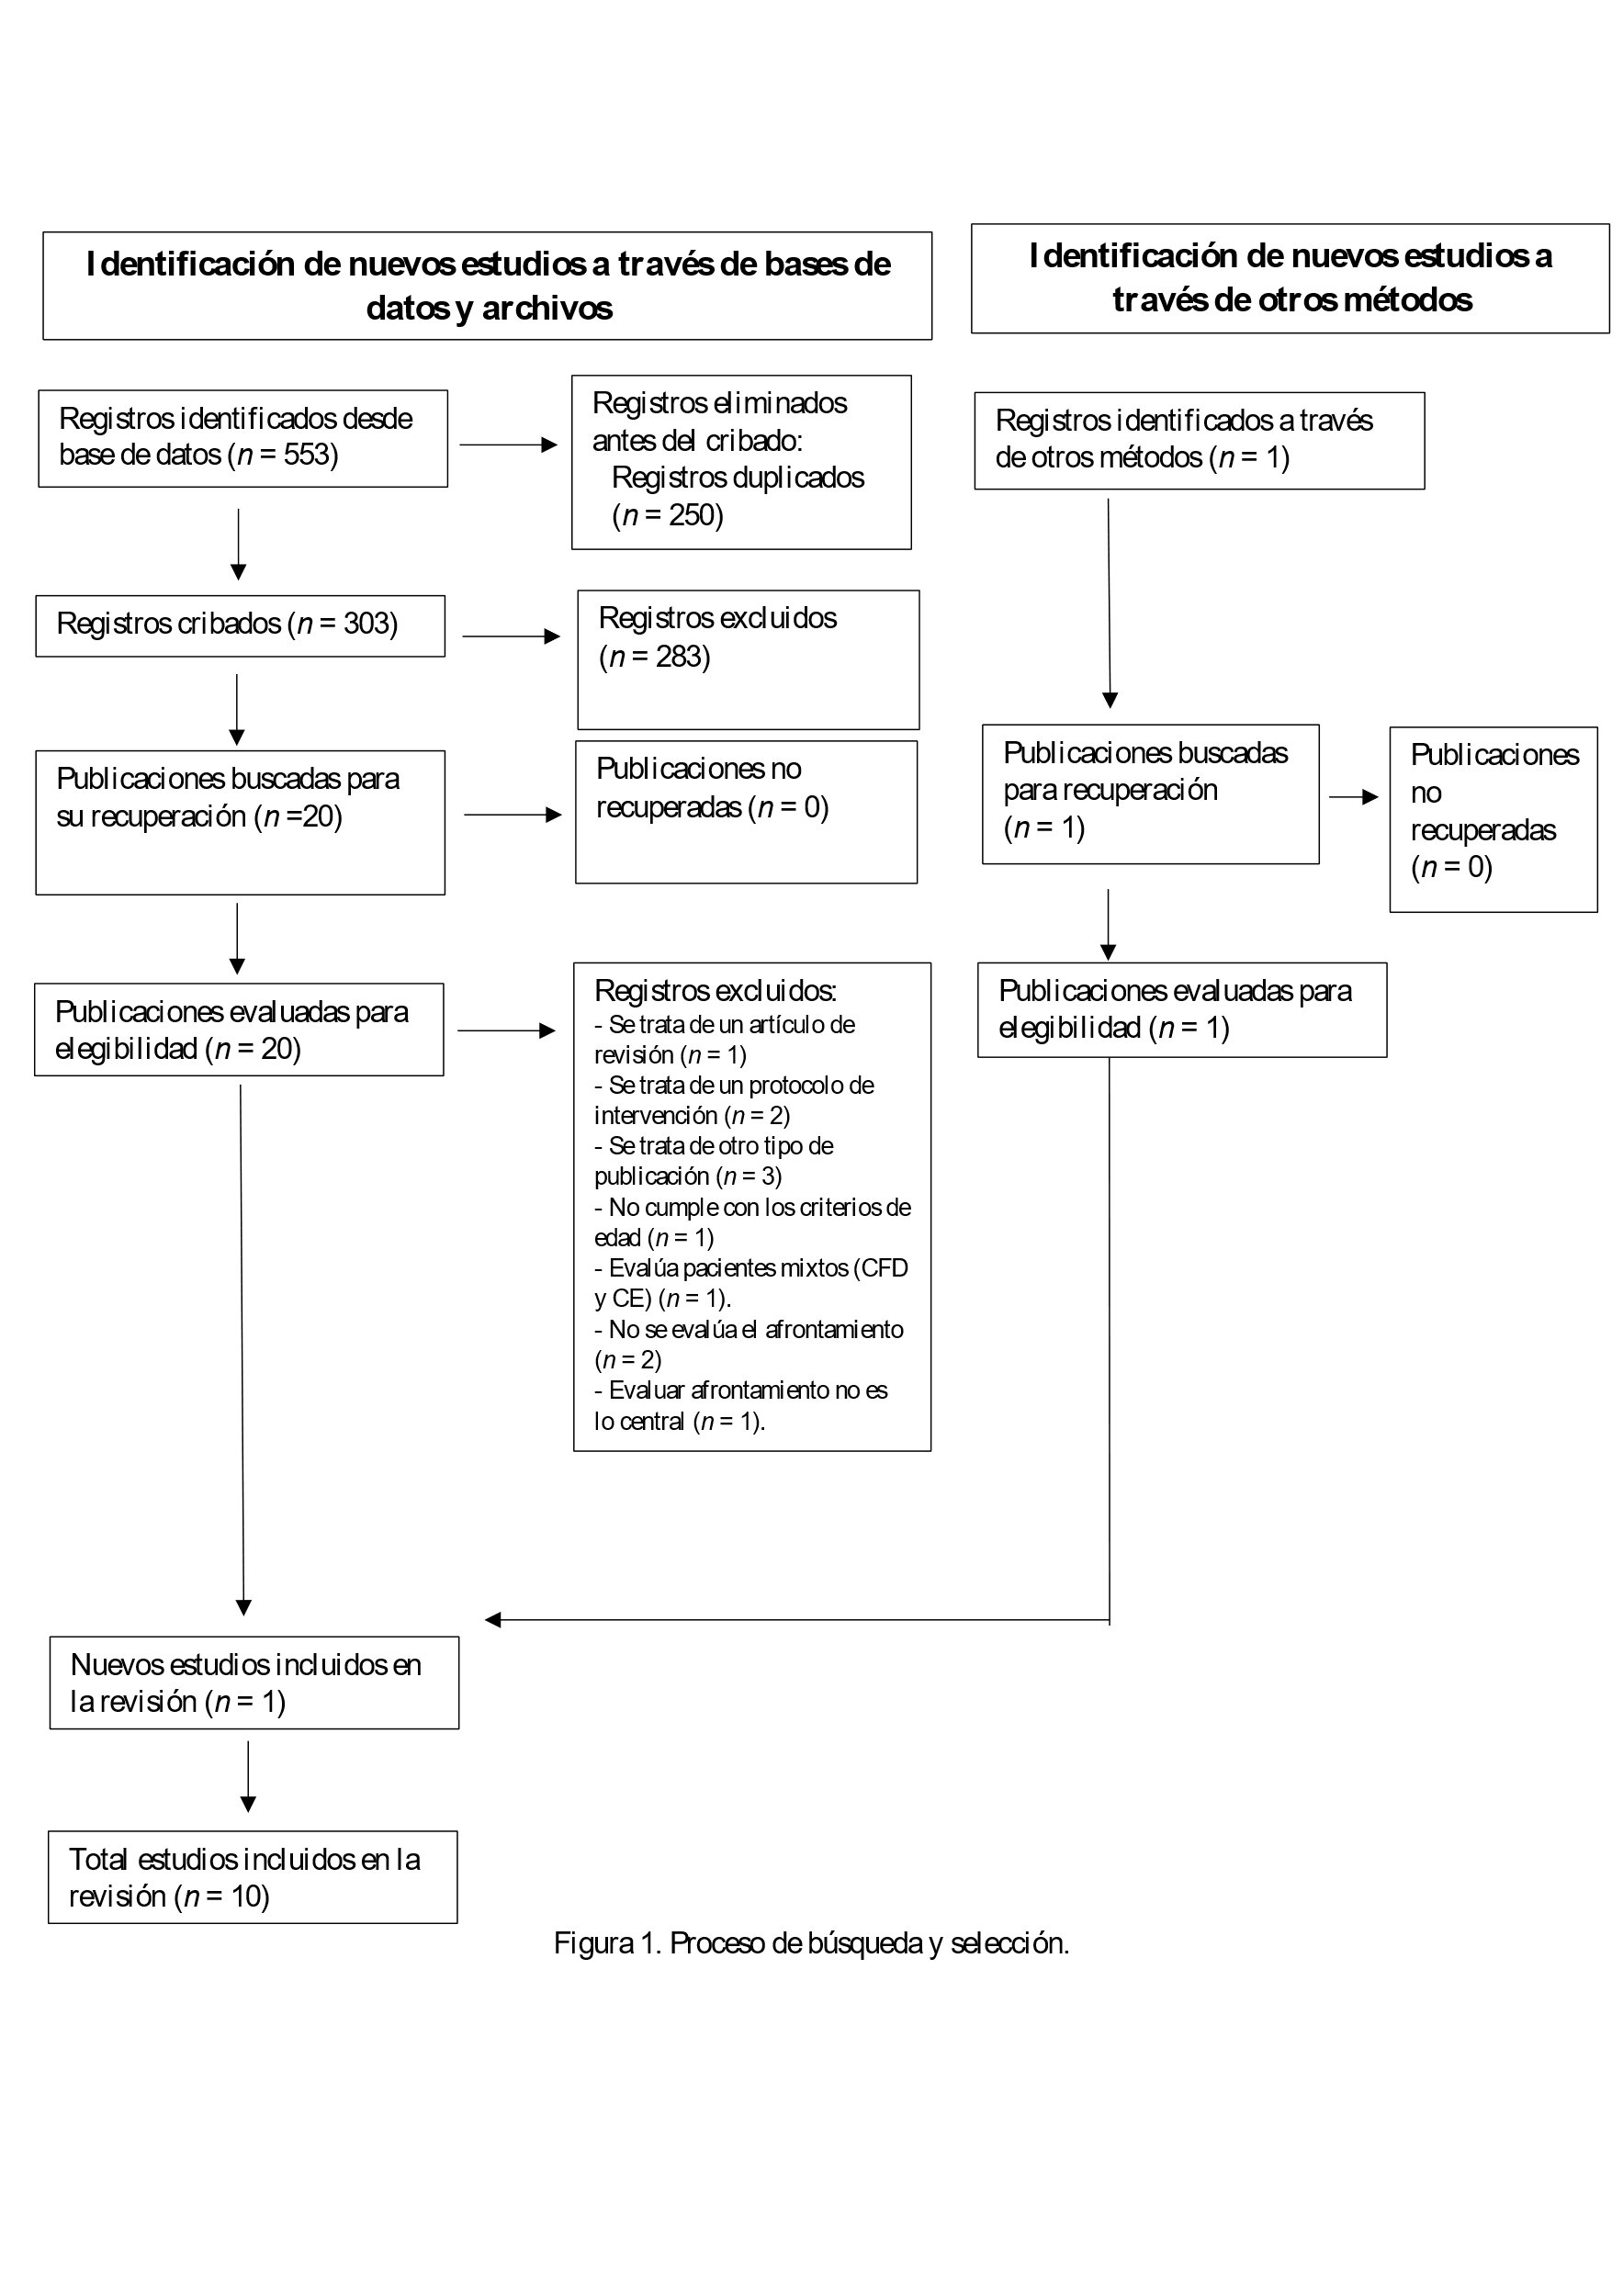 Identificación de nuevos estudios a través de bases de
datos y archivos
Identificación de nuevos estudios a
través de otros métodos
Registros identificados desde
base de datos (n = 553)
Registros eliminados
antes del cribado:
Registros duplicados
(n = 250)
Registros identificados a través
de otros métodos (n = 1)
Registros cribados (n = 303)
Registros excluidos
(n = 283)
Publicaciones buscadas para
su recuperación (n =20)
Publicaciones no
recuperadas (n = 0)
Publicaciones buscadas
para recuperación
(n = 1)
Publicaciones
no
recuperadas
(n = 0)
Publicaciones evaluadas para
elegibilidad (n = 20)
Registros excluidos:
- Se trata de un artículo de
revisión (n = 1)
- Se trata de un protocolo de
intervención (n = 2)
- Se trata de otro tipo de
publicación (n = 3)
- No cumple con los criterios de
edad (n = 1)
- Evalúa pacientes mixtos (CFD
y CE) (n = 1).
- No se evalúa el afrontamiento
(n = 2)
- Evaluar afrontamiento no es
lo central (n = 1).
Publicaciones evaluadas para
elegibilidad (n = 1)
Nuevos estudios incluidos en
la revisión (n = 1)
Total estudios incluidos en la
revisión (n = 10)
Figura 1. Proceso de búsqueda y selección.